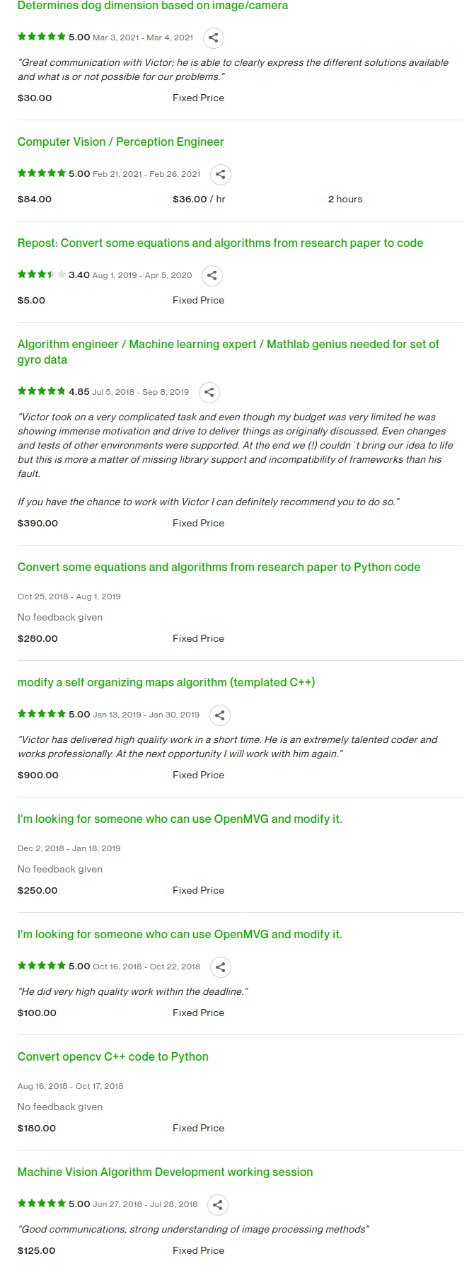 Determines dog dimension based on image/camera
5.00 Mar 3, 2021 - Mar 4, 2021
"Great communication with Victor; he is able to clearly express the different solutions available
and what is or not possible for our problems."
$30.00 Fixed Price
Computer Vision / Perception Engineer
5.00 Feb 21, 2021 - Feb 26, 2021
$84.00 $36.00 / hr 2 hours
Repost: Convert some equations and algorithms from research paper to code
3.40 Aug 1, 2019 - Apr 5, 2020
$5.00 Fixed Price
Algorithm engineer / Machine learning expert / Mathlab genius needed for set of
gyro data
4.85 Jul 5, 2018 - Sep 8, 2019
"Victor took on a very complicated task and even though my budget was very limited he was
showing immense motivation and drive to deliver things as originally discussed. Even changes
and tests of other environments were supported. At the end we (!) couldn´t bring our idea to life
but this is more a matter of missing library support and incompatibility of frameworks than his
fault.
If you have the chance to work with Victor I can definitely recommend you to do so."
$390.00 Fixed Price
Convert some equations and algorithms from research paper to Python code
Oct 25, 2018 - Aug 1, 2019
No feedback given
$280.00 Fixed Price
modify a self organizing maps algorithm (templated C++)
5.00 Jan 13, 2019 - Jan 30, 2019
"Victor has delivered high quality work in a short time. He is an extremely talented coder and
works professionally. At the next opportunity I will work with him again."
$900.00 Fixed Price
I'm looking for someone who can use OpenMVG and modify it.
Dec 2, 2018 - Jan 18, 2019
No feedback given
$250.00 Fixed Price
I'm looking for someone who can use OpenMVG and modify it.
5.00 Oct 16, 2018 - Oct 22, 2018
"He did very high quality work within the deadline."
$100.00 Fixed Price
Convert opencv C++ code to Python
Aug 16, 2018 - Oct 17, 2018
No feedback given
$180.00 Fixed Price
Machine Vision Algorithm Development working session
5.00 Jun 27, 2018 - Jul 28, 2018
"Good communications, strong understanding of image processing methods"
$125.00 Fixed Price